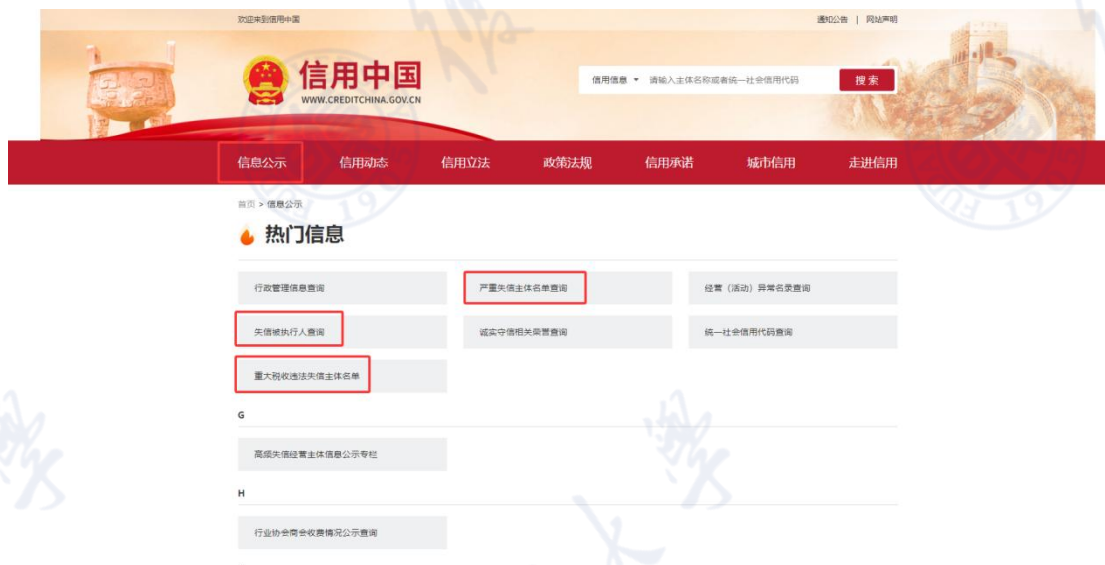 欢迎来到信用中国
通知公告 | 网站声明
信用中国
WWW.CREDITCHINA.GOV.CN
信用信息 请输入主体名称或者统一社会信用代码 搜索
信息公示 信用动态 信用立法 政策法规 信用承诺 城市信用 走进信用
首页 > 信息公示
热门信息
行政管理信息查询 严重失信主体名单查询 经营（活动）异常名录查询
失信被执行人查询 诚实守信相关荣誉查询 统一社会信用代码查询
重大税收违法失信主体名单
G
高频失信经营主体信息公示专栏
H
行业协会商会收费情况公示查询